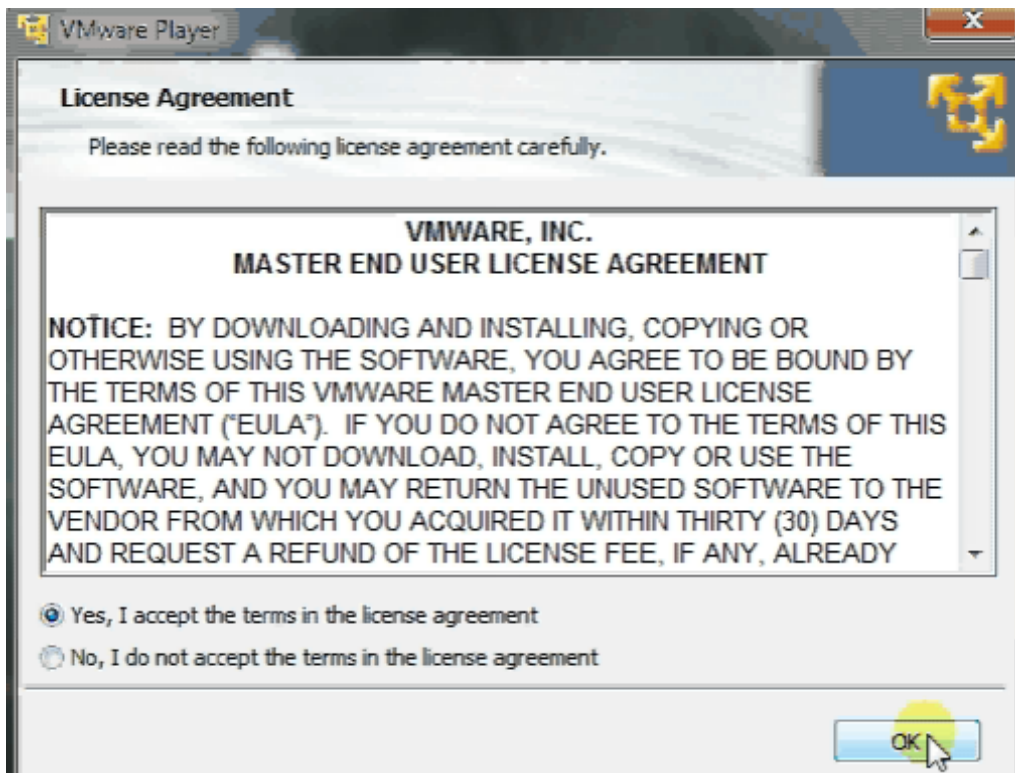 VMware Player
License Agreement
Please read the following license agreement carefully.
VMWARE, INC.
MASTER END USER LICENSE AGREEMENT
NOTICE: BY DOWNLOADING AND INSTALLING, COPYING OR
OTHERWISE USING THE SOFTWARE, YOU AGREE TO BE BOUND BY
THE TERMS OF THIS VMWARE MASTER END USER LICENSE
AGREEMENT (“EULA”). IF YOU DO NOT AGREE TO THE TERMS OF THIS
EULA, YOU MAY NOT DOWNLOAD, INSTALL, COPY OR USE THE
SOFTWARE, AND YOU MAY RETURN THE UNUSED SOFTWARE TO THE
VENDOR FROM WHICH YOU ACQUIRED IT WITHIN THIRTY (30) DAYS
AND REQUEST A REFUND OF THE LICENSE FEE, IF ANY, ALREADY
Yes, I accept the terms in the license agreement
No, I do not accept the terms in the license agreement
OK